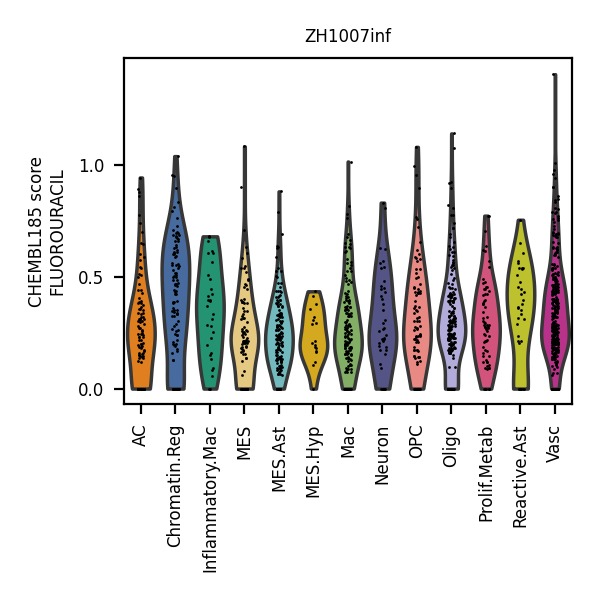 ZH1007inf
CHEMBL185 score
FLUOROURACIL
1.0
0.5
0.0
AC
Chromatin.Reg
Inflammatory.Mac
MES
MES.Ast
MES.Hyp
Mac
Neuron
OPC
Oligo
Prolif.Metab
Reactive.Ast
Vasc